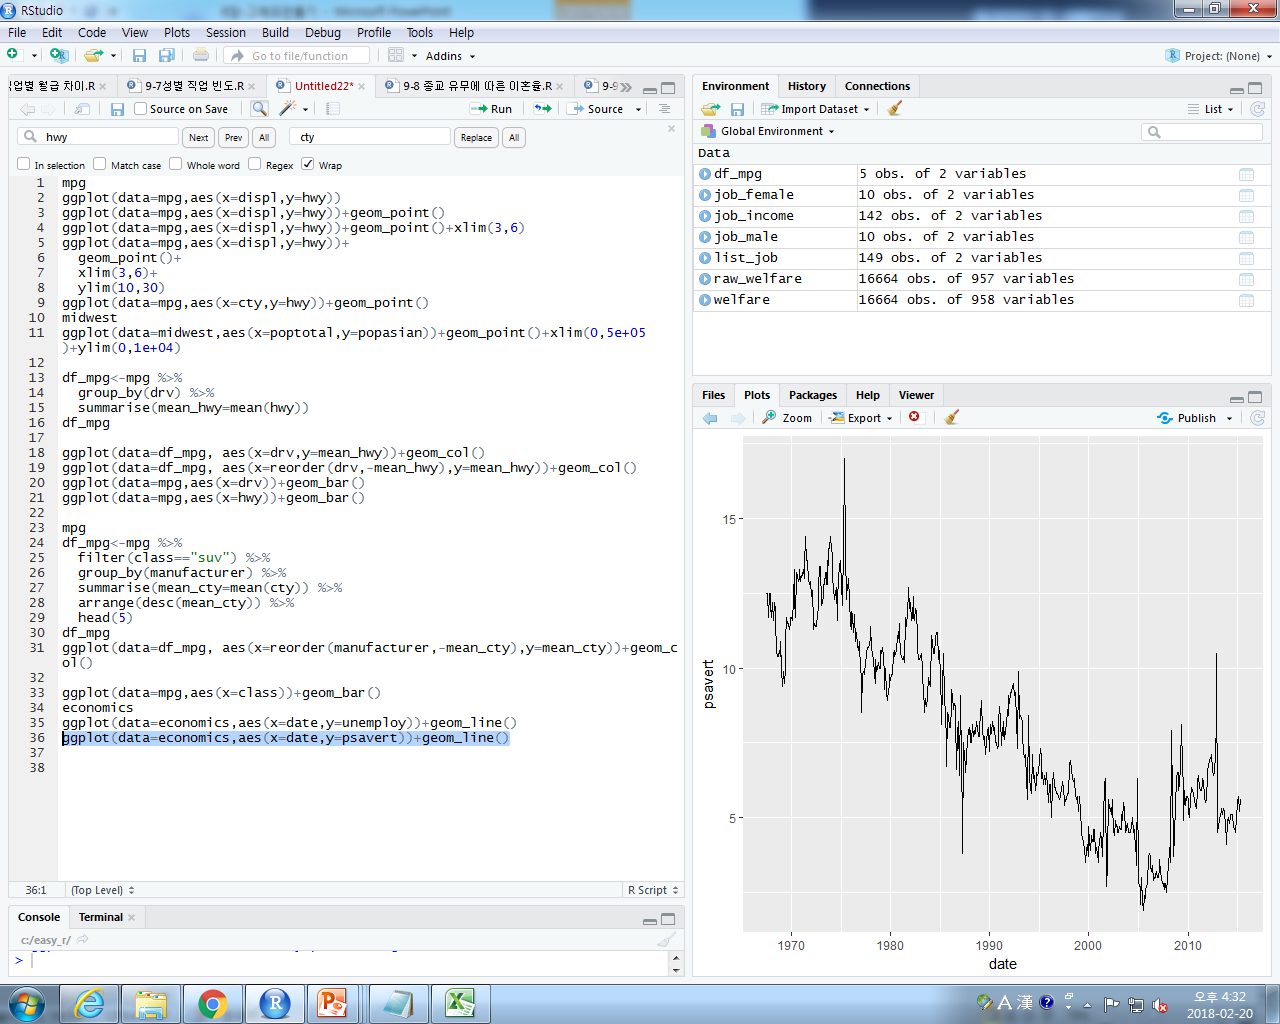 RStudio
File Edit Code View Plots Session Build Debug Profile Tools Help
Go to file/function Addins Project: (None)
직업별 월급 차이.R 9-7성별 직업 빈도.R Untitled22* 9-8 종교 유무에 따른 이혼율.R 9-9
Source on Save Run Source
hwy Next Prev All cty Replace All
In selection Match case Whole word Regex Wrap
1 mpg
2 ggplot(data=mpg,aes(x=displ,y=hwy))
3 ggplot(data=mpg,aes(x=displ,y=hwy))+geom_point()
4 ggplot(data=mpg,aes(x=displ,y=hwy))+geom_point()+xlim(3,6)
5 ggplot(data=mpg,aes(x=displ,y=hwy))+
6 geom_point()+
7 xlim(3,6)+
8 ylim(10,30)
9 ggplot(data=mpg,aes(x=cty,y=hwy))+geom_point()
10 midwest
11 ggplot(data=midwest,aes(x=poptotal,y=popasian))+geom_point()+xlim(0,5e+05
)+ylim(0,1e+04)
12
13 df_mpg<-mpg %>%
14 group_by(drv) %>%
15 summarise(mean_hwy=mean(hwy))
16 df_mpg
17
18 ggplot(data=df_mpg, aes(x=drv,y=mean_hwy))+geom_col()
19 ggplot(data=df_mpg, aes(x=reorder(drv,-mean_hwy),y=mean_hwy))+geom_col()
20 ggplot(data=mpg,aes(x=drv))+geom_bar()
21 ggplot(data=mpg,aes(x=hwy))+geom_bar()
22
23 mpg
24 df_mpg<-mpg %>%
25 filter(class=="suv") %>%
26 group_by(manufacturer) %>%
27 summarise(mean_cty=mean(cty)) %>%
28 arrange(desc(mean_cty)) %>%
29 head(5)
30 df_mpg
31 ggplot(data=df_mpg, aes(x=reorder(manufacturer,-mean_cty),y=mean_cty))+geom_c
ol()
32
33 ggplot(data=mpg,aes(x=class))+geom_bar()
34 economics
35 ggplot(data=economics,aes(x=date,y=unemploy))+geom_line()
36 ggplot(data=economics,aes(x=date,y=psavert))+geom_line()
37
38
36:1 (Top Level) R Script
Console Terminal
c:/easy_r/
>
Environment History Connections
Import Dataset List
Global Environment
Data
df_mpg 5 obs. of 2 variables
job_female 10 obs. of 2 variables
job_income 142 obs. of 2 variables
job_male 10 obs. of 2 variables
list_job 149 obs. of 2 variables
raw_welfare 16664 obs. of 957 variables
welfare 16664 obs. of 958 variables
Files Plots Packages Help Viewer
Zoom Export Publish
15
10
5
psavert
1970 1980 1990 2000 2010
date
A 漢
오후 4:32
2018-02-20